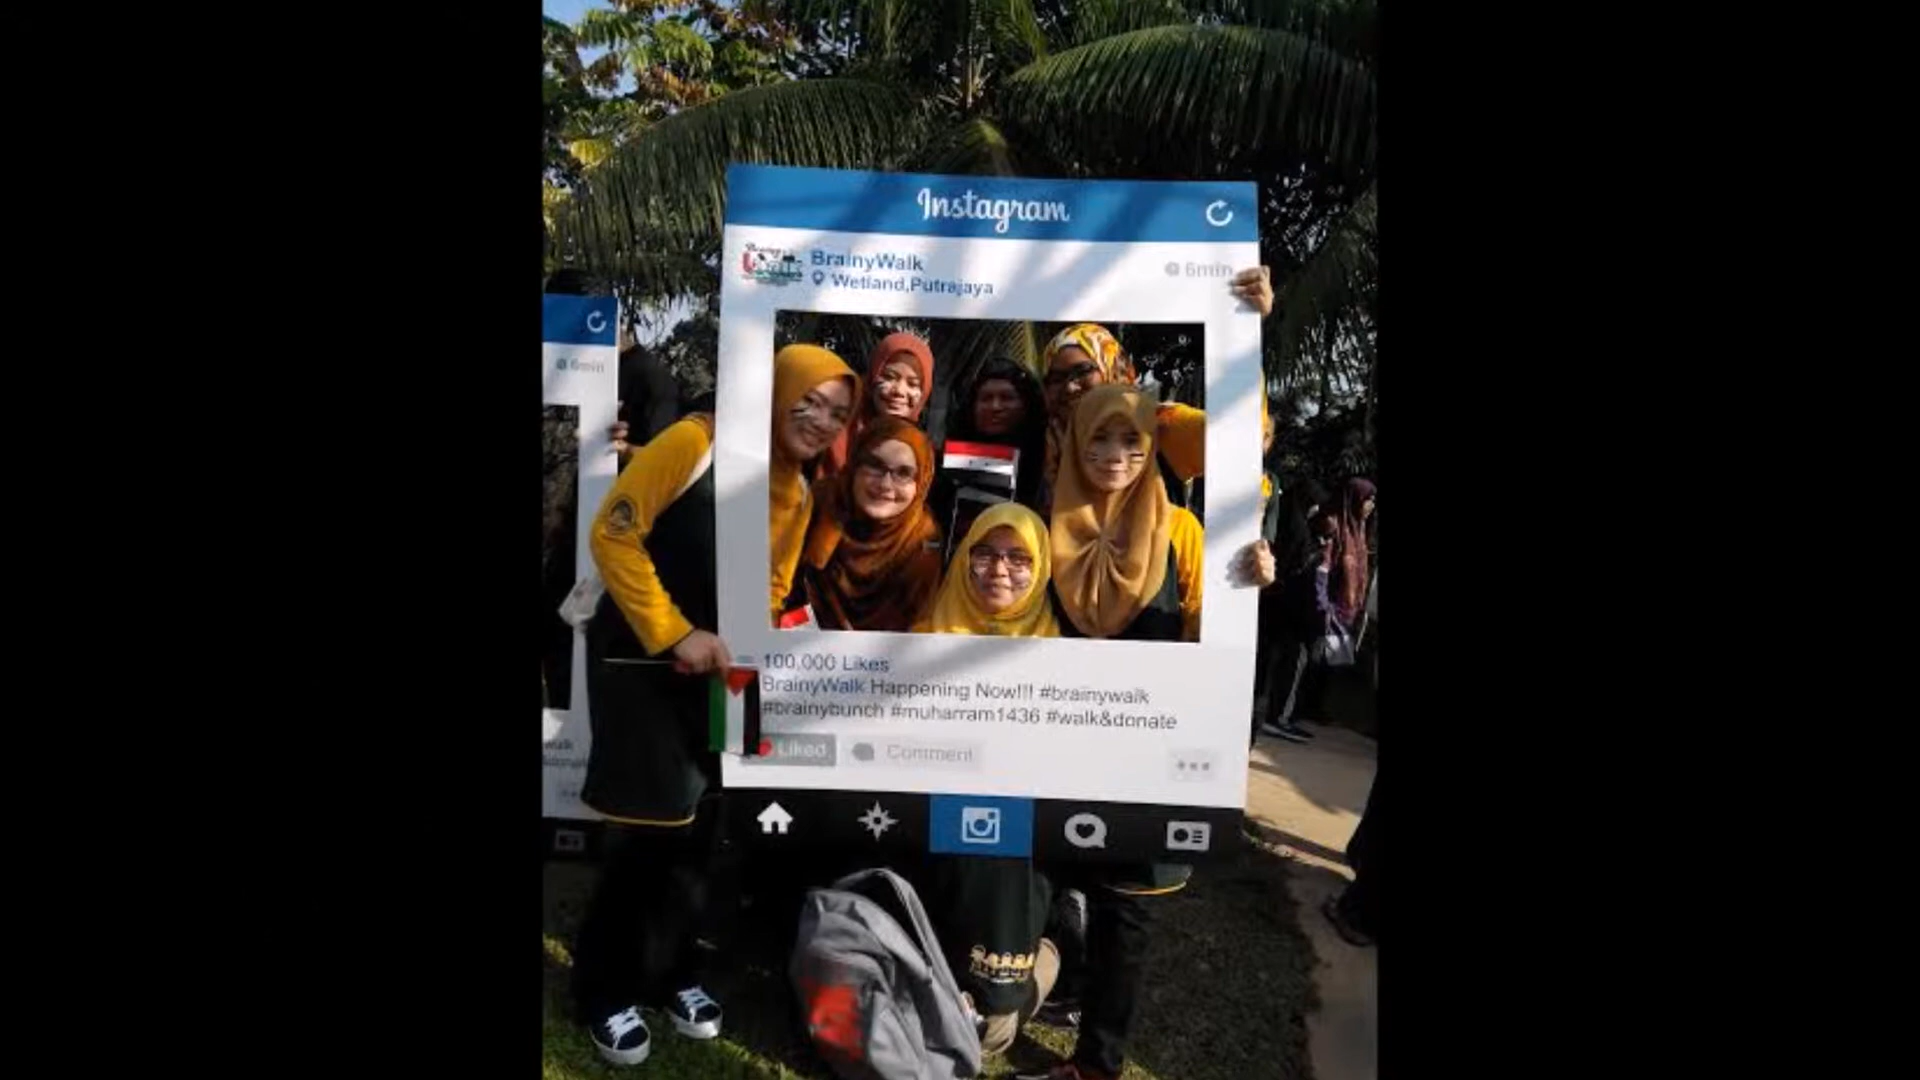 Instagram
BrainyWalk
Wetland,Putrajaya
6min
6min
100,000 Likes
BrainyWalk Happening Now!!! #brainywalk
#brainybunch #muharram1436 #walk&donate
Liked
Comment